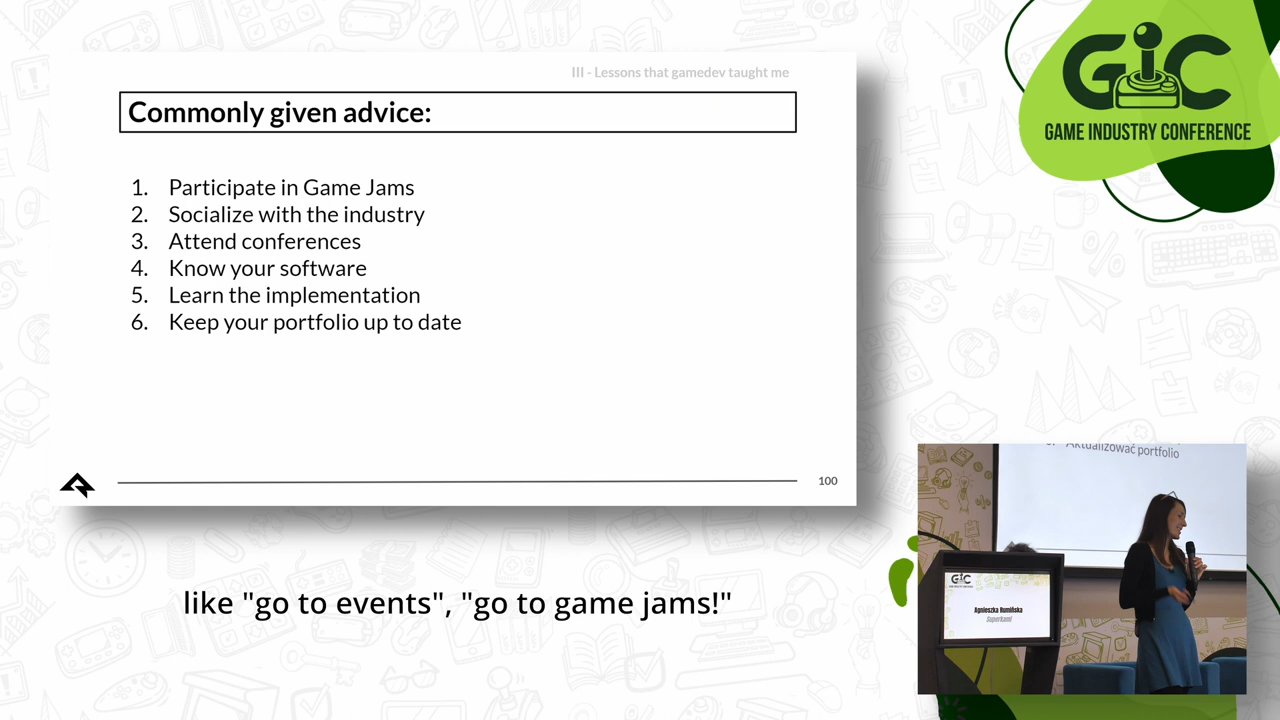 III - Lessons that gamedev taught me
Commonly given advice:
1. Participate in Game Jams
2. Socialize with the industry
3. Attend conferences
4. Know your software
5. Learn the implementation
6. Keep your portfolio up to date
100
like "go to events", "go to game jams!"
GIC
GAME INDUSTRY CONFERENCE
Aktualizować portfolio
GIC
Agnieszka Rumińska